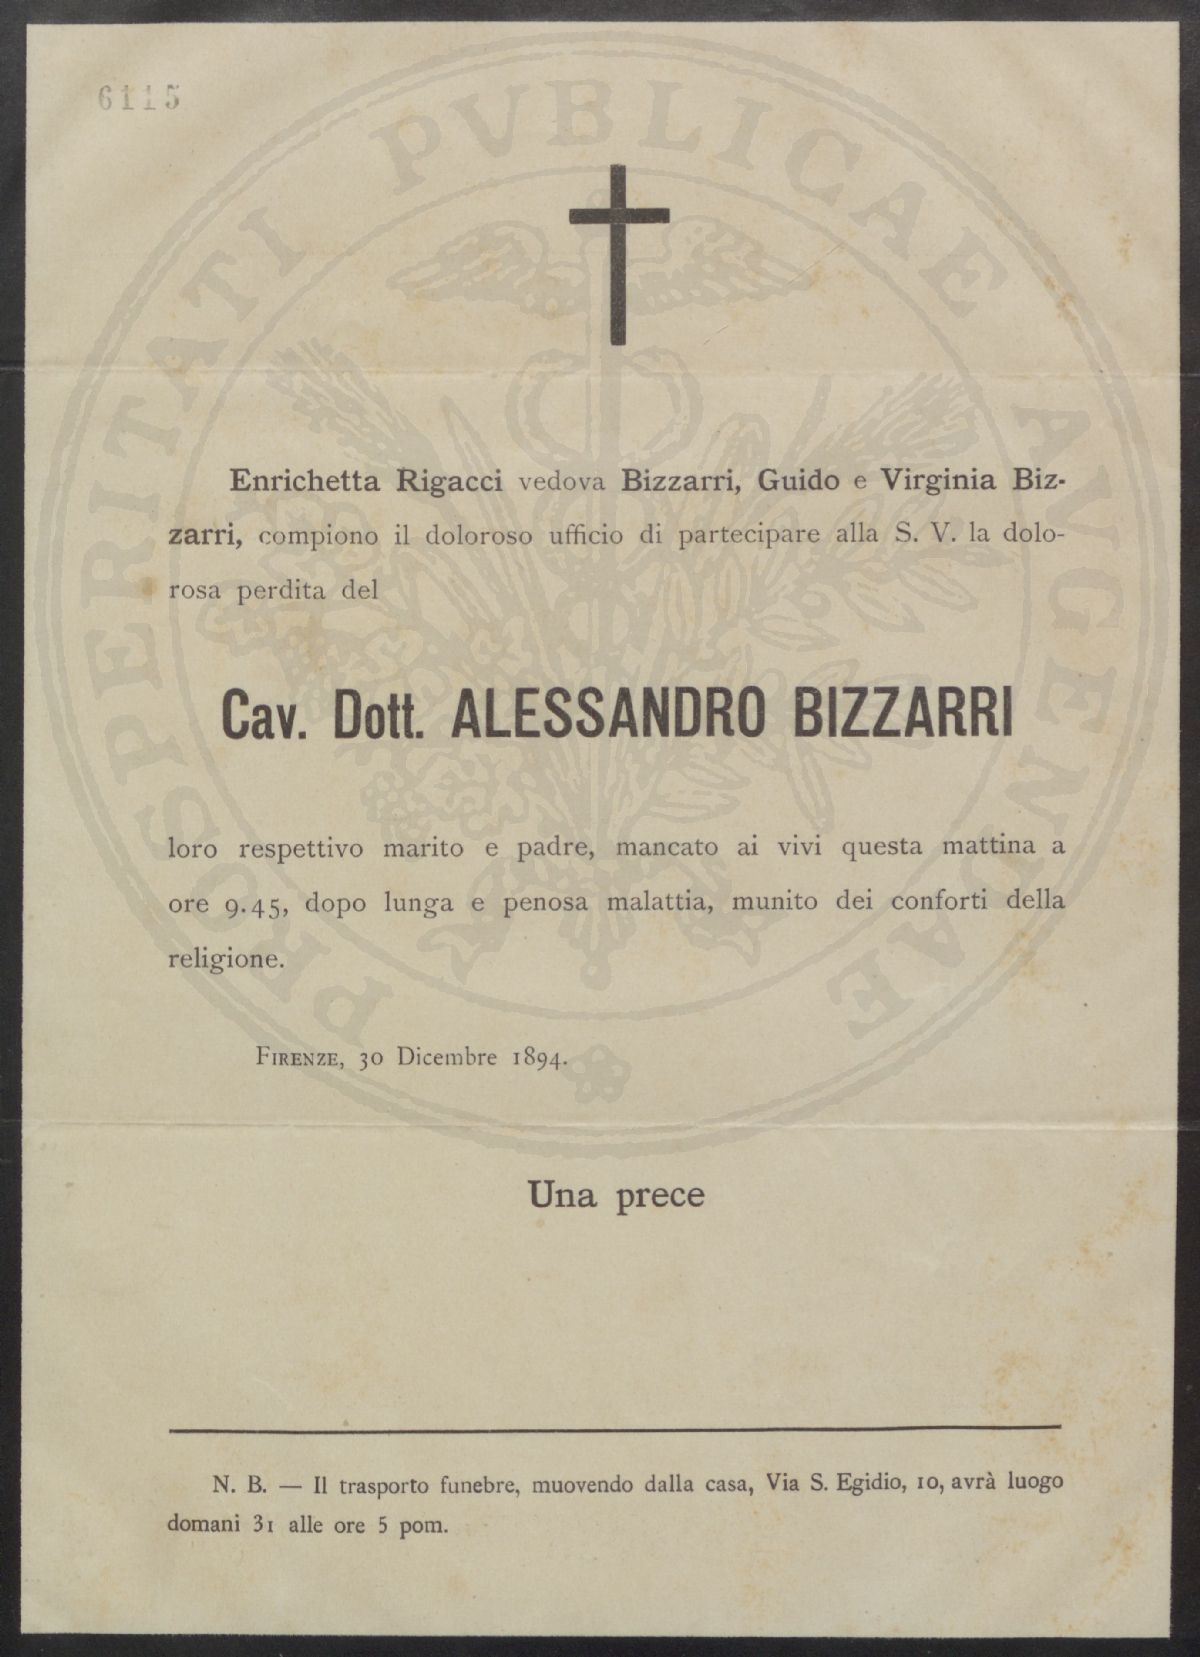 6115
PROSPERITATI PVBLICAE AVGENDAE
Enrichetta Rigacci vedova Bizzarri, Guido e Virginia Biz-
zarri, compiono il doloroso ufficio di partecipare alla S. V. la dolo-
rosa perdita del
Cav. Dott. ALESSANDRO BIZZARRI
loro respettivo marito e padre, mancato ai vivi questa mattina a
ore 9.45, dopo lunga e penosa malattia, munito dei conforti della
religione.
FIRENZE, 30 Dicembre 1894.
Una prece
N. B. — Il trasporto funebre, muovendo dalla casa, Via S. Egidio, 10, avrà luogo
domani 31 alle ore 5 pom.